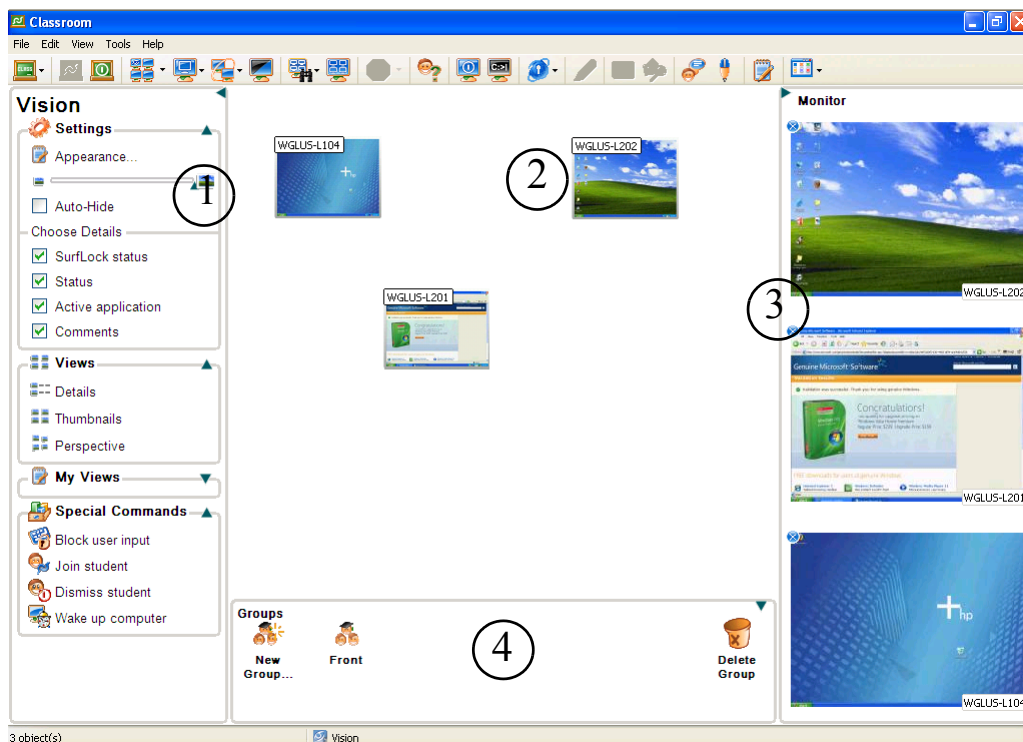 Classroom
File Edit View Tools Help
Vision
Settings
Appearance...
Auto-Hide
Choose Details
SurfLock status
Status
Active application
Comments
Views
Details
Thumbnails
Perspective
My Views
Special Commands
Block user input
Join student
Dismiss student
Wake up computer
1
WGLUS-L104
2
WGLUS-L202
WGLUS-L201
Congratulations!
Groups
New
Group...
Front
4
Delete
Group
Monitor
WGLUS-L202
3
Genuine Microsoft Software
Congratulations!
WGLUS-L201
hp
WGLUS-L104
3 object(s)
Vision